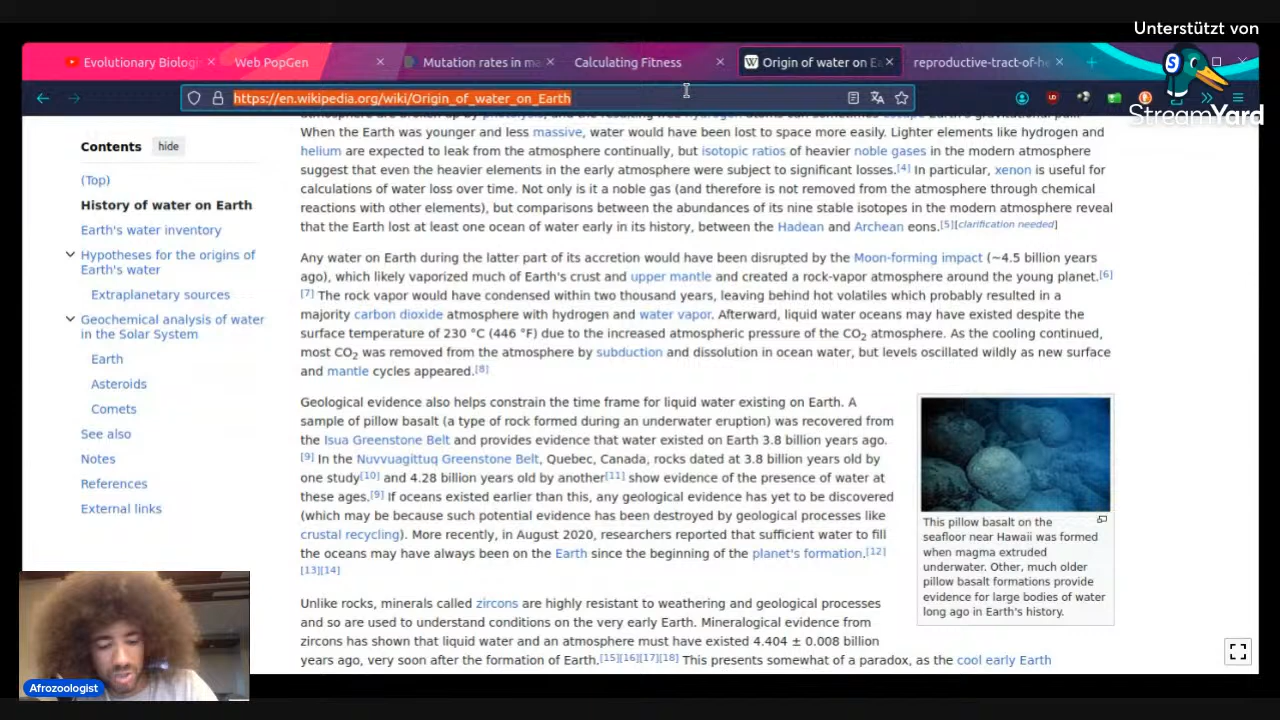 Unterstützt von
StreamYard
Evolutionary Biologi
Web PopGen
Mutation rates in ma
Calculating Fitness
Origin of water on Ea
reproductive-tract-of-he
https://en.wikipedia.org/wiki/Origin_of_water_on_Earth
Contents hide
(Top)
History of water on Earth
Earth's water inventory
Hypotheses for the origins of
Earth's water
Extraplanetary sources
Geochemical analysis of water
in the Solar System
Earth
Asteroids
Comets
See also
Notes
References
External links
When the Earth was younger and less massive, water would have been lost to space more easily. Lighter elements like hydrogen and
helium are expected to leak from the atmosphere continually, but isotopic ratios of heavier noble gases in the modern atmosphere
suggest that even the heavier elements in the early atmosphere were subject to significant losses.[4] In particular, xenon is useful for
calculations of water loss over time. Not only is it a noble gas (and therefore is not removed from the atmosphere through chemical
reactions with other elements), but comparisons between the abundances of its nine stable isotopes in the modern atmosphere reveal
that the Earth lost at least one ocean of water early in its history, between the Hadean and Archean eons.[5][clarification needed]
Any water on Earth during the latter part of its accretion would have been disrupted by the Moon-forming impact (~4.5 billion years
ago), which likely vaporized much of Earth's crust and upper mantle and created a rock-vapor atmosphere around the young planet.[6]
[7] The rock vapor would have condensed within two thousand years, leaving behind hot volatiles which probably resulted in a
majority carbon dioxide atmosphere with hydrogen and water vapor. Afterward, liquid water oceans may have existed despite the
surface temperature of 230 °C (446 °F) due to the increased atmospheric pressure of the CO2 atmosphere. As the cooling continued,
most CO2 was removed from the atmosphere by subduction and dissolution in ocean water, but levels oscillated wildly as new surface
and mantle cycles appeared.[8]
Geological evidence also helps constrain the time frame for liquid water existing on Earth. A
sample of pillow basalt (a type of rock formed during an underwater eruption) was recovered from
the Isua Greenstone Belt and provides evidence that water existed on Earth 3.8 billion years ago.
[9] In the Nuvvuagittuq Greenstone Belt, Quebec, Canada, rocks dated at 3.8 billion years old by
one study[10] and 4.28 billion years old by another[11] show evidence of the presence of water at
these ages.[9] If oceans existed earlier than this, any geological evidence has yet to be discovered
(which may be because such potential evidence has been destroyed by geological processes like
crustal recycling). More recently, in August 2020, researchers reported that sufficient water to fill
the oceans may have always been on the Earth since the beginning of the planet's formation.[12]
[13][14]
This pillow basalt on the
seafloor near Hawaii was formed
when magma extruded
underwater. Other, much older
pillow basalt formations provide
evidence for large bodies of water
long ago in Earth's history.
Unlike rocks, minerals called zircons are highly resistant to weathering and geological processes
and so are used to understand conditions on the very early Earth. Mineralogical evidence from
zircons has shown that liquid water and an atmosphere must have existed 4.404 ± 0.008 billion
years ago, very soon after the formation of Earth.[15][16][17][18] This presents somewhat of a paradox, as the cool early Earth
Afrozoologist